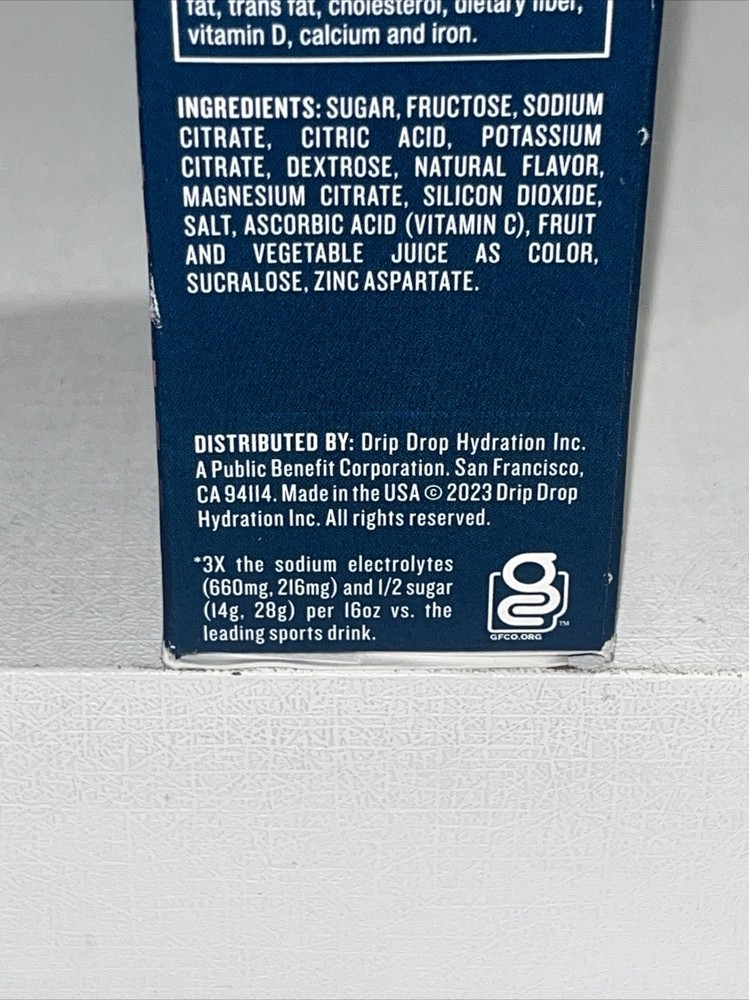 fat, trans fat, cholesterol, dietary fiber,
vitamin D, calcium and iron.
INGREDIENTS: SUGAR, FRUCTOSE, SODIUM
CITRATE, CITRIC ACID, POTASSIUM
CITRATE, DEXTROSE, NATURAL FLAVOR,
MAGNESIUM CITRATE, SILICON DIOXIDE,
SALT, ASCORBIC ACID (VITAMIN C), FRUIT
AND VEGETABLE JUICE AS COLOR,
SUCRALOSE, ZINC ASPARTATE.
DISTRIBUTED BY: Drip Drop Hydration Inc.
A Public Benefit Corporation. San Francisco,
CA 94114. Made in the USA © 2023 Drip Drop
Hydration Inc. All rights reserved.
*3X the sodium electrolytes
(660mg, 216mg) and 1/2 sugar
(14g, 28g) per 16oz vs. the
leading sports drink.
g
TM
GFCO.ORG